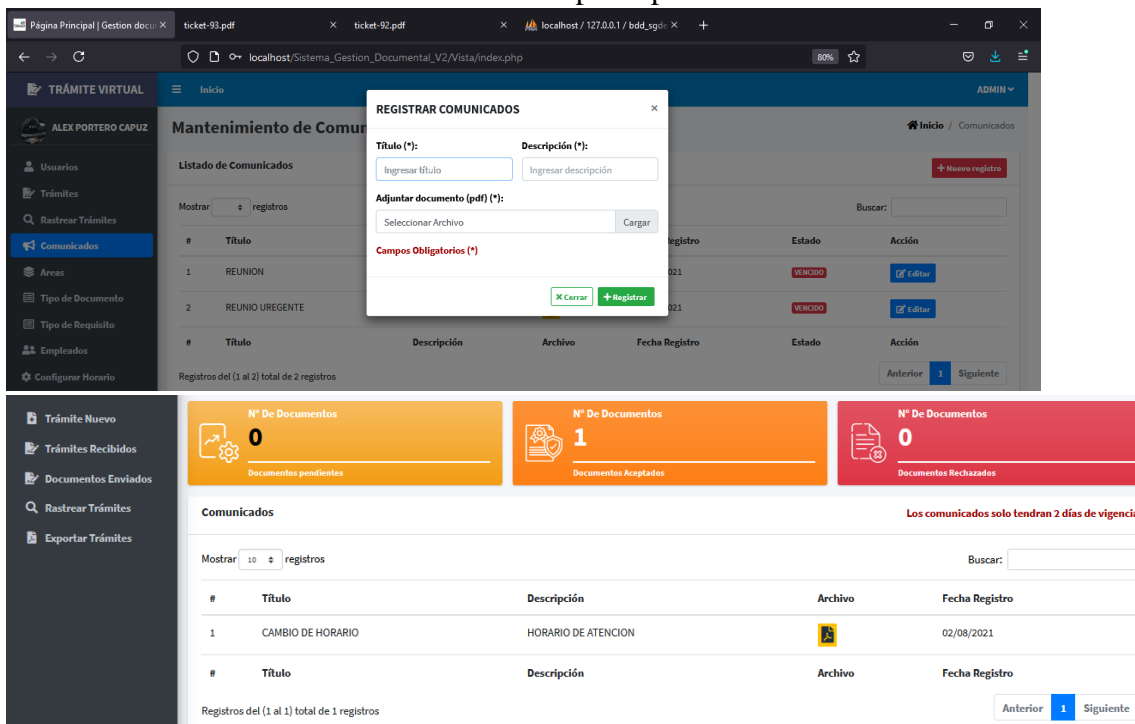 Página Principal | Gestion docu
ticket-93.pdf
ticket-92.pdf
localhost / 127.0.0.1 / bdd_sgde
localhost/Sistema_Gestion_Documental_V2/Vista/index.php
80%
TRÁMITE VIRTUAL
Inicio
ADMIN
ALEX PORTERO CAPUZ
Usuarios
Trámites
Rastrear Trámites
Comunicados
Areas
Tipo de Documento
Tipo de Requisito
Empleados
Configurar Horario
Mantenimiento de Comun
Inicio / Comunicados
Listado de Comunicados
Nuevo registro
Mostrar registros
Buscar:
# Título egistro Estado Acción
1 REUNION 021 VENCIDO Editar
2 REUNIO UREGENTE 021 VENCIDO Editar
# Título Descripción Archivo Fecha Registro Estado Acción
Registros del (1 al 2) total de 2 registros
Anterior 1 Siguiente
REGISTRAR COMUNICADOS ×
Título (*): Descripción (*):
Ingresar título Ingresar descripción
Adjuntar documento (pdf) (*):
Seleccionar Archivo Cargar
Campos Obligatorios (*)
Cerrar Registrar
Trámite Nuevo
Trámites Recibidos
Documentos Enviados
Rastrear Trámites
Exportar Trámites
N° De Documentos
0
Documentos pendientes
N° De Documentos
1
Documentos Aceptados
N° De Documentos
0
Documentos Rechazados
Comunicados
Los comunicados solo tendran 2 días de vigencia
Mostrar 10 registros
Buscar:
# Título Descripción Archivo Fecha Registro
1 CAMBIO DE HORARIO HORARIO DE ATENCION 02/08/2021
# Título Descripción Archivo Fecha Registro
Registros del (1 al 1) total de 1 registros
Anterior 1 Siguiente